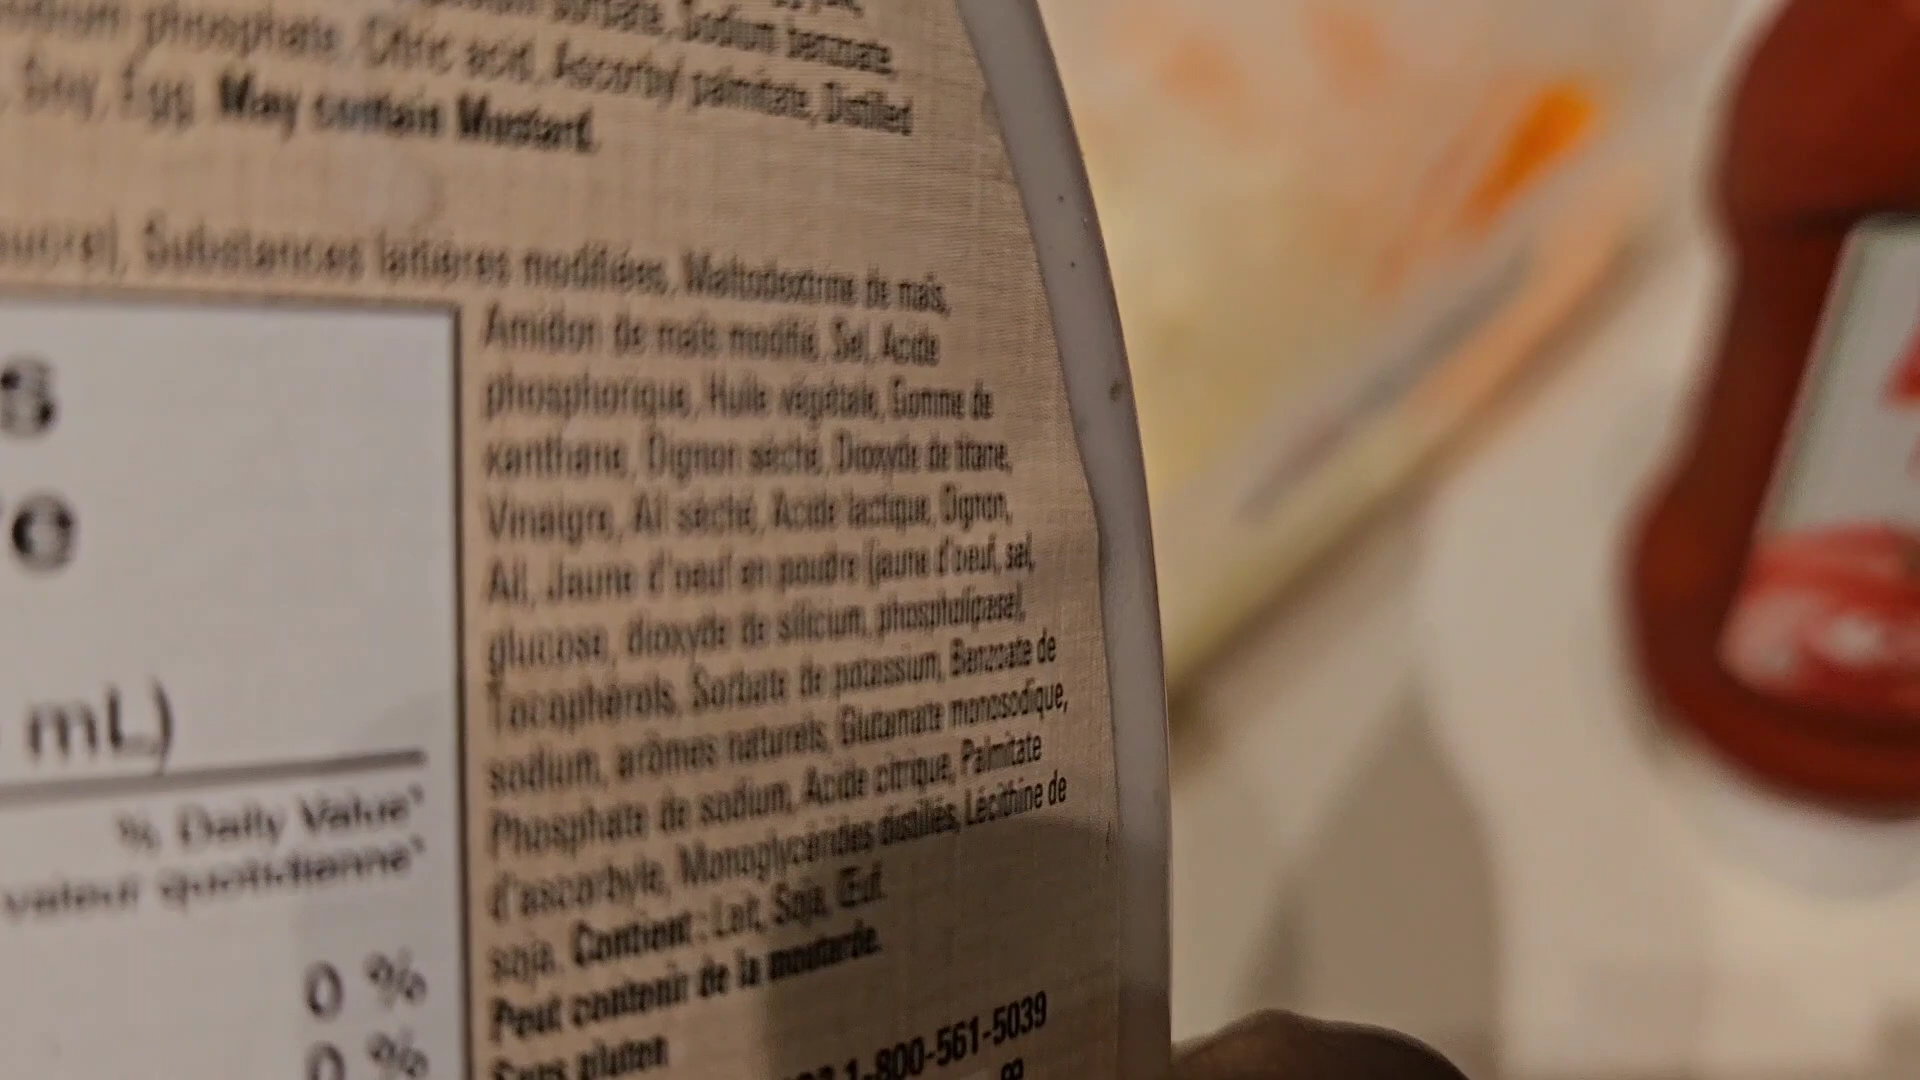 sorbate, Sodium benzoate,
phosphate, Citric acid, Ascorbyl palmitate, Distilled
Soy, Egg. May contain Mustard.
sucre), Substances laitières modifiées, Maltodextrine de maïs,
Amidon de maïs modifié, Sel, Acide
phosphorique, Huile végétale, Gomme de
xanthane, Oignon séché, Dioxyde de titane,
Vinaigre, Ail séché, Acide lactique, Oignon,
Ail, Jaune d'oeuf en poudre (jaune d'oeuf, sel,
glucose, dioxyde de silicium, phospholipase),
Tocophérols, Sorbate de potassium, Benzoate de
sodium, arômes naturels, Glutamate monosodique,
Phosphate de sodium, Acide citrique, Palmitate
d'ascorbyle, Monoglycérides distillés, Lécithine de
soja. Contient : Lait, Soja, Œuf.
Peut contenir de la moutarde.
Sans gluten
1-800-561-5039
s
e
mL)
% Daily Value*
valeur quotidienne*
0 %
0 %